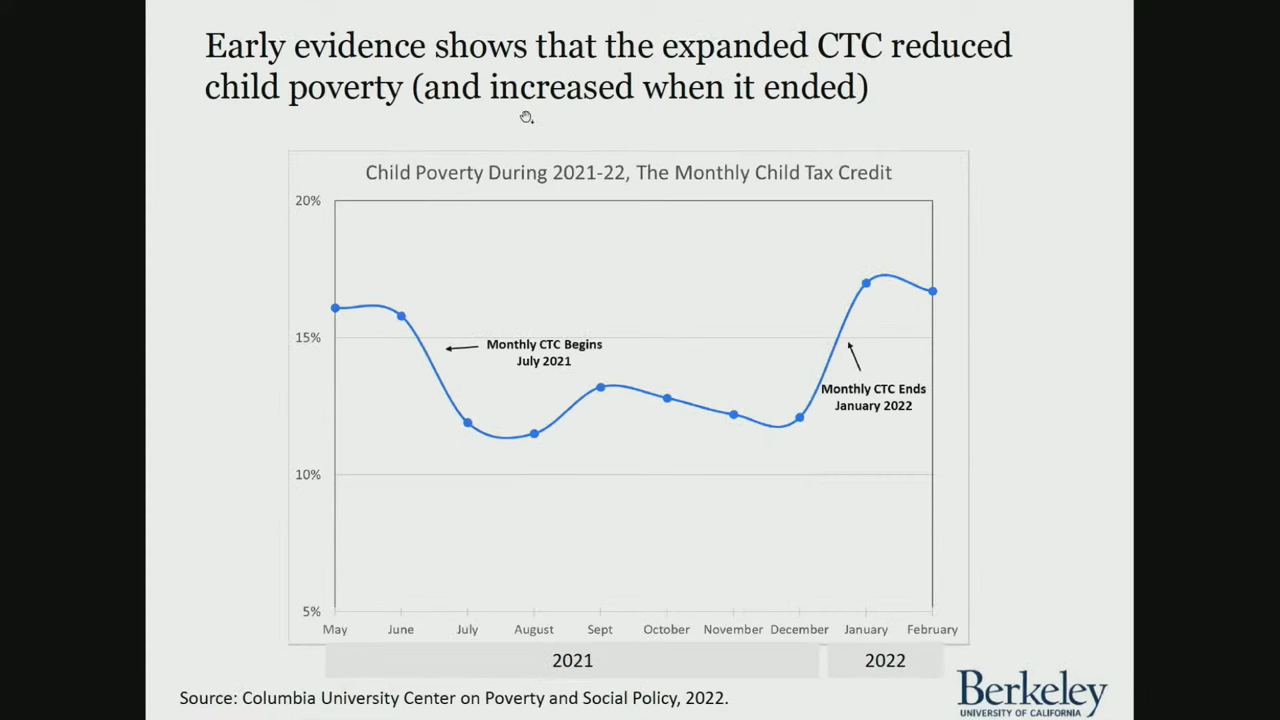 Early evidence shows that the expanded CTC reduced
child poverty (and increased when it ended)
Child Poverty During 2021-22, The Monthly Child Tax Credit
20%
15%
10%
5%
Monthly CTC Begins
July 2021
Monthly CTC Ends
January 2022
May June July August Sept October November December January February
2021 2022
Source: Columbia University Center on Poverty and Social Policy, 2022.
Berkeley
UNIVERSITY OF CALIFORNIA